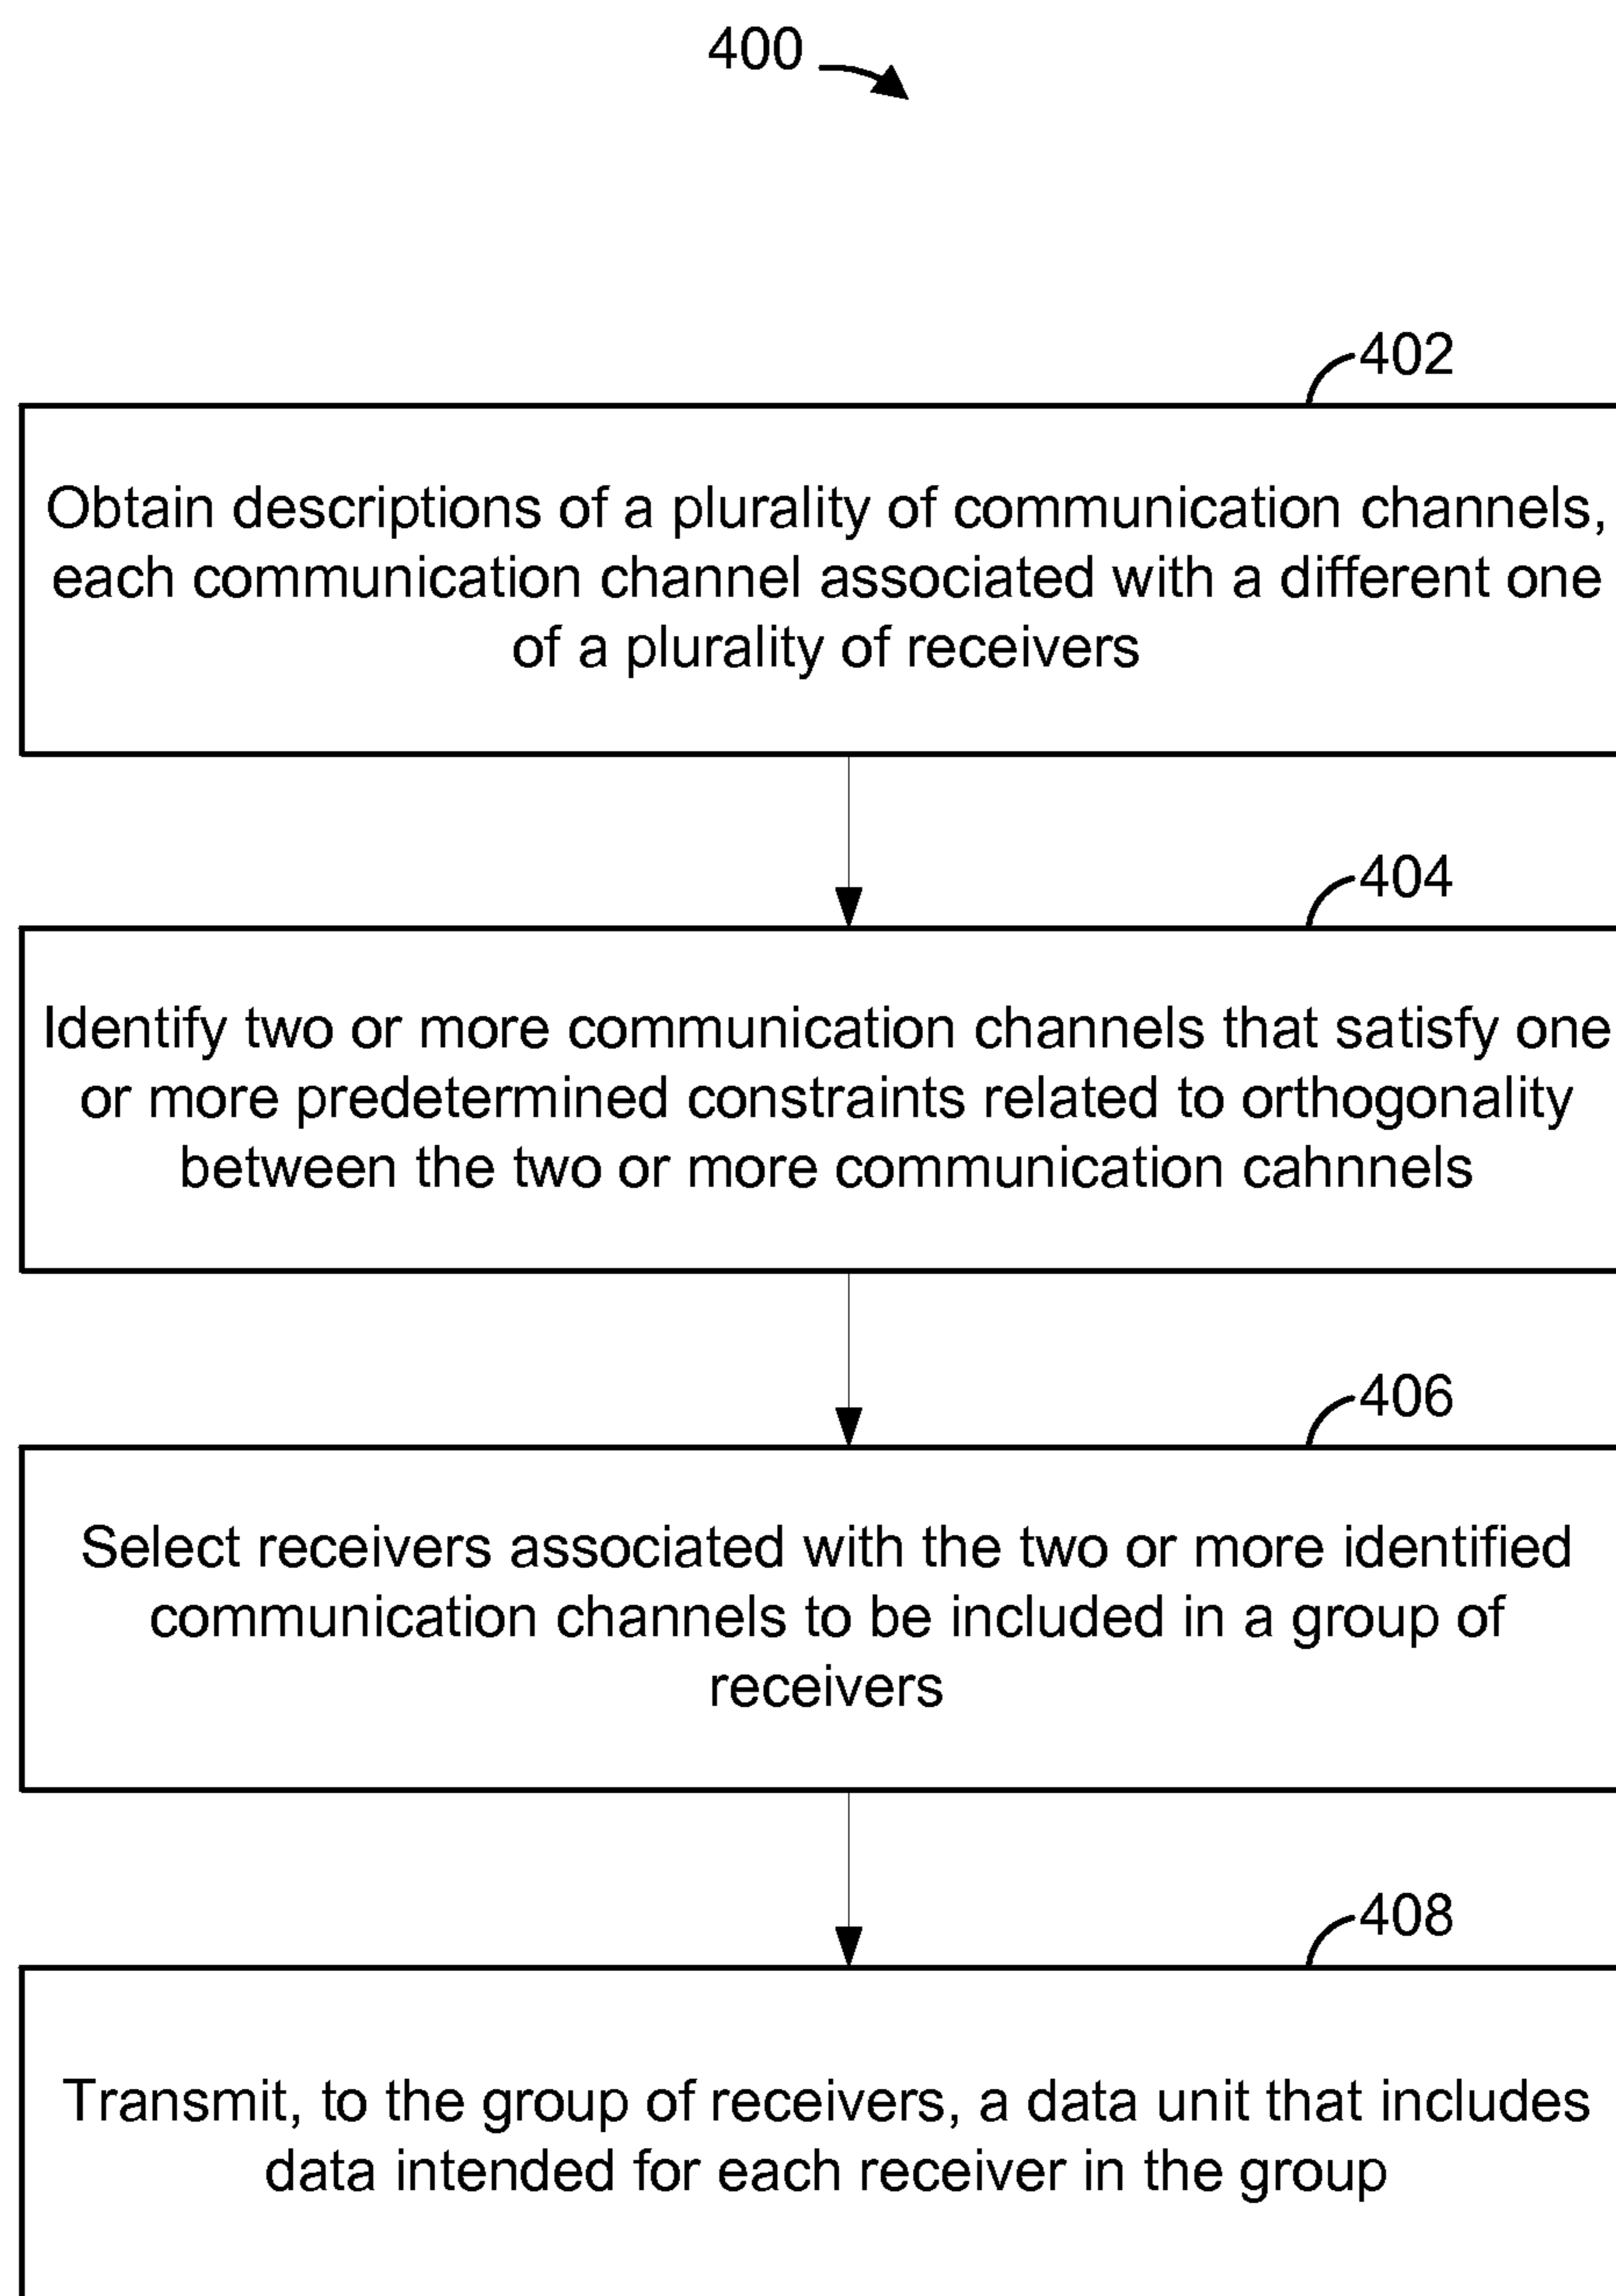 400
402
Obtain descriptions of a plurality of communication channels,
each communication channel associated with a different one
of a plurality of receivers
404
Identify two or more communication channels that satisfy one
or more predetermined constraints related to orthogonality
between the two or more communication cahnnels
406
Select receivers associated with the two or more identified
communication channels to be included in a group of
receivers
408
Transmit, to the group of receivers, a data unit that includes
data intended for each receiver in the group